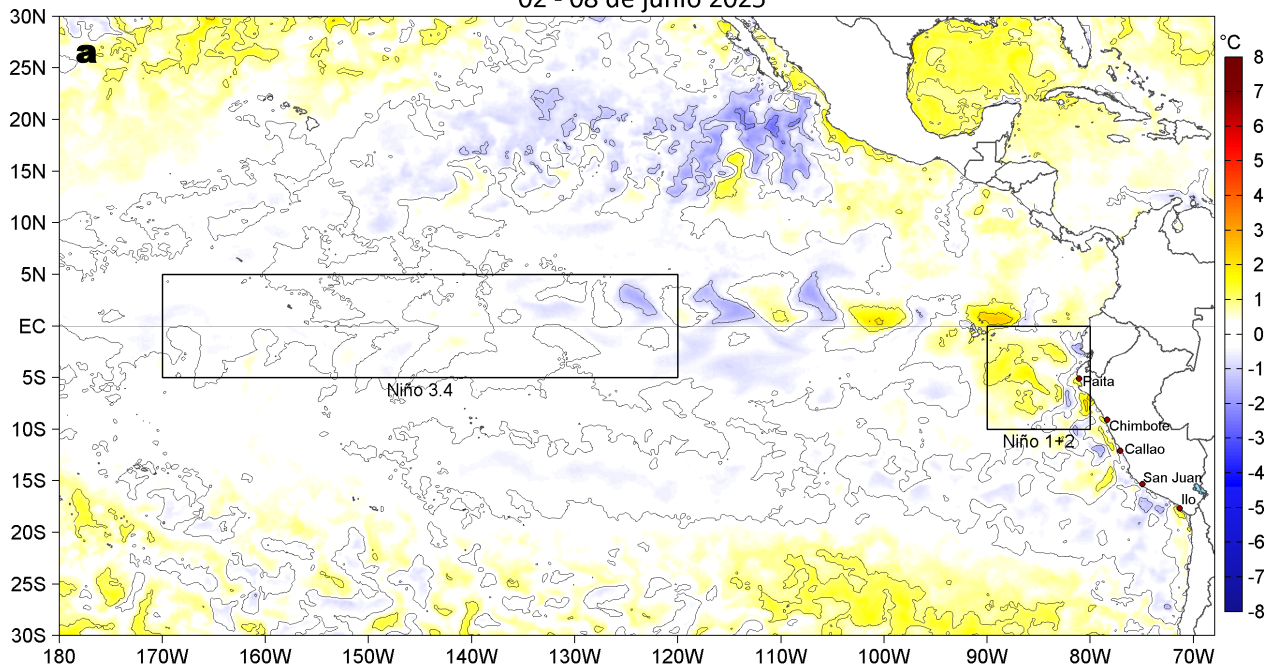 02 - 08 de junio 2025
a
°C
30N
25N
20N
15N
10N
5N
EC
5S
10S
15S
20S
25S
30S
Niño 3.4
Niño 1+2
Paita
Chimbote
Callao
San Juan
Ilo
8
7
6
5
4
3
2
1
0
-1
-2
-3
-4
-5
-6
-7
-8
180 170W 160W 150W 140W 130W 120W 110W 100W 90W 80W 70W